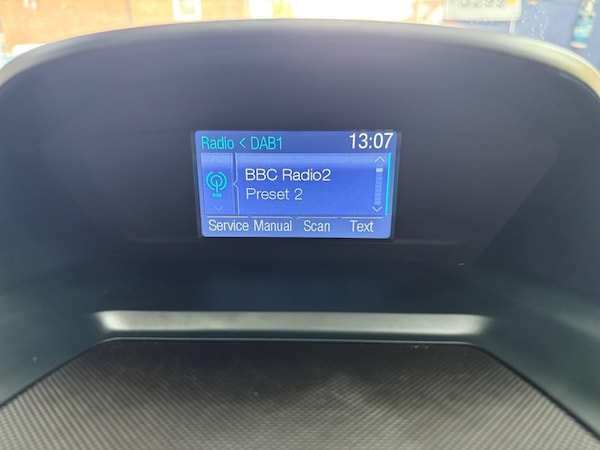 Radio < DAB1 13:07
BBC Radio2
Preset 2
Service Manual Scan Text